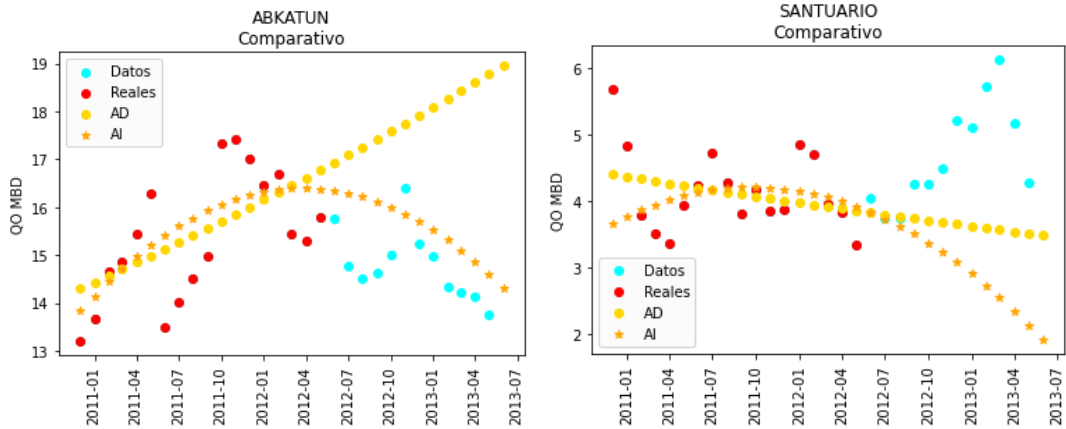 ABKATUN
Comparativo
QO MBD
19
18
17
16
15
14
13
Datos
Reales
AD
AI
2011-01
2011-04
2011-07
2011-10
2012-01
2012-04
2012-07
2012-10
2013-01
2013-04
2013-07
SANTUARIO
Comparativo
QO MBD
6
5
4
3
2
Datos
Reales
AD
AI
2011-01
2011-04
2011-07
2011-10
2012-01
2012-04
2012-07
2012-10
2013-01
2013-04
2013-07